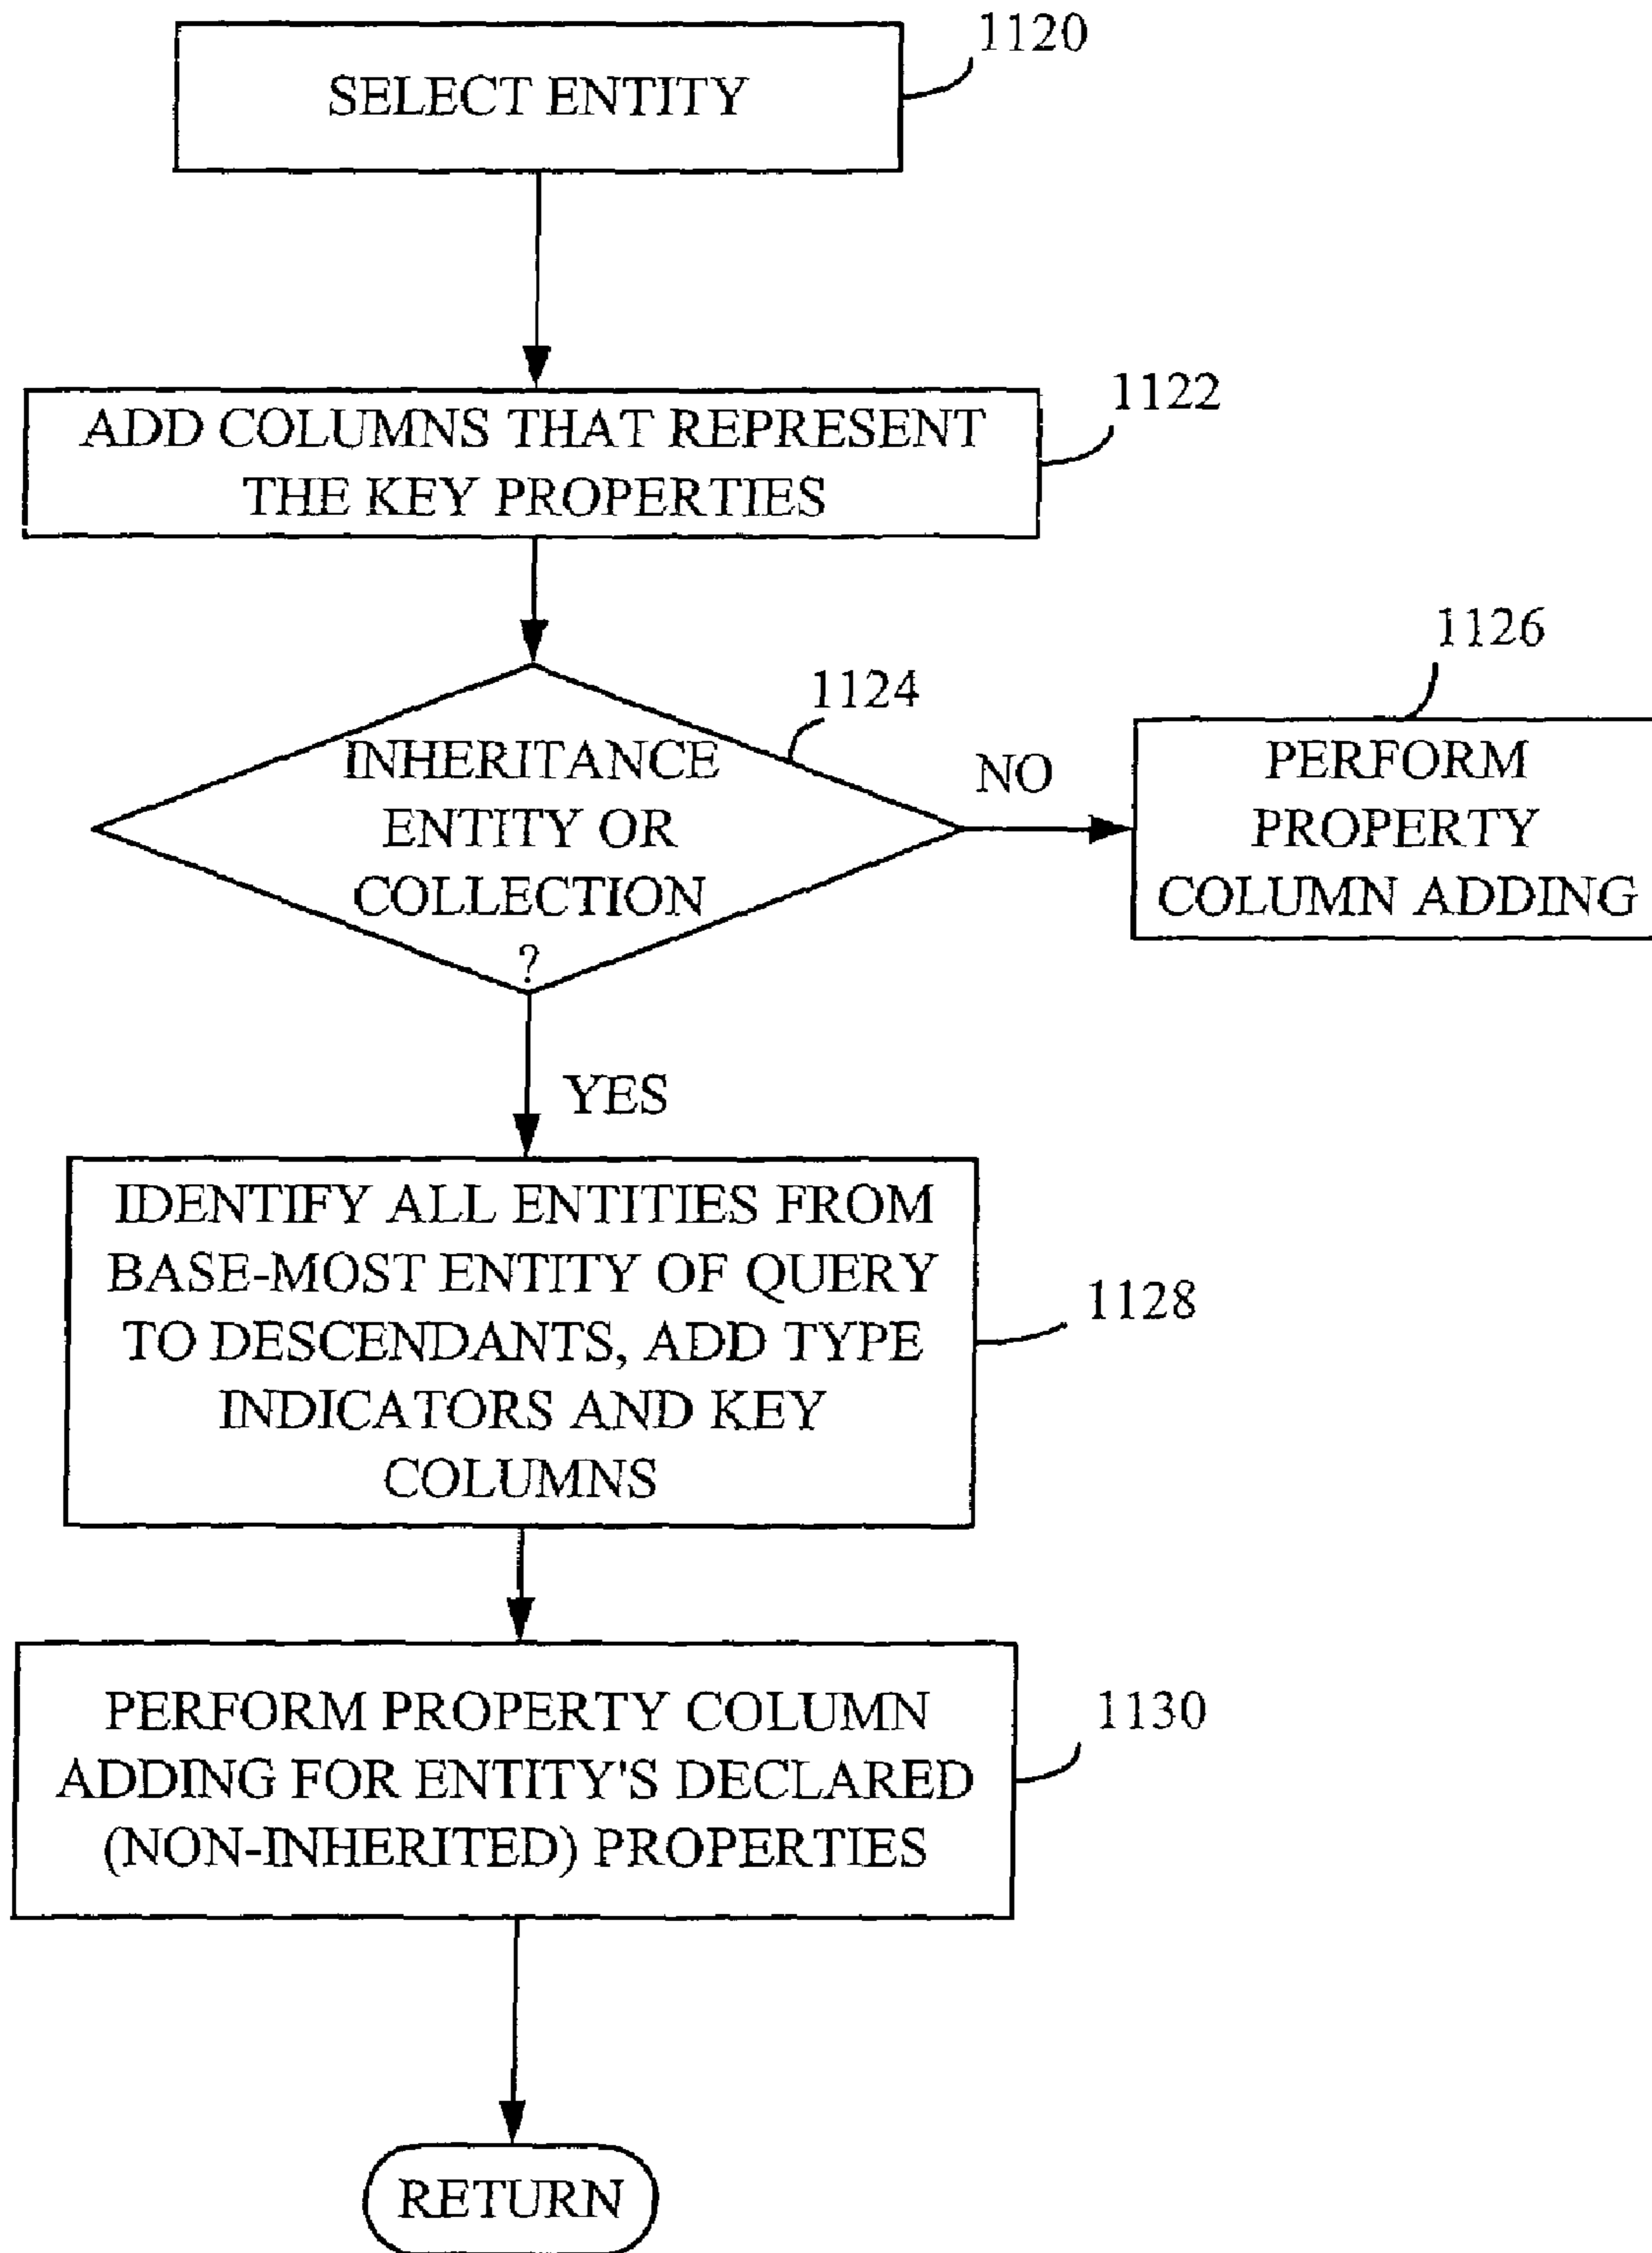 1120
SELECT ENTITY
1122
ADD COLUMNS THAT REPRESENT
THE KEY PROPERTIES
1124
INHERITANCE
ENTITY OR
COLLECTION
?
NO
1126
PERFORM
PROPERTY
COLUMN ADDING
YES
IDENTIFY ALL ENTITIES FROM
BASE-MOST ENTITY OF QUERY
TO DESCENDANTS, ADD TYPE
INDICATORS AND KEY
COLUMNS
1128
PERFORM PROPERTY COLUMN
ADDING FOR ENTITY'S DECLARED
(NON-INHERITED) PROPERTIES
1130
RETURN